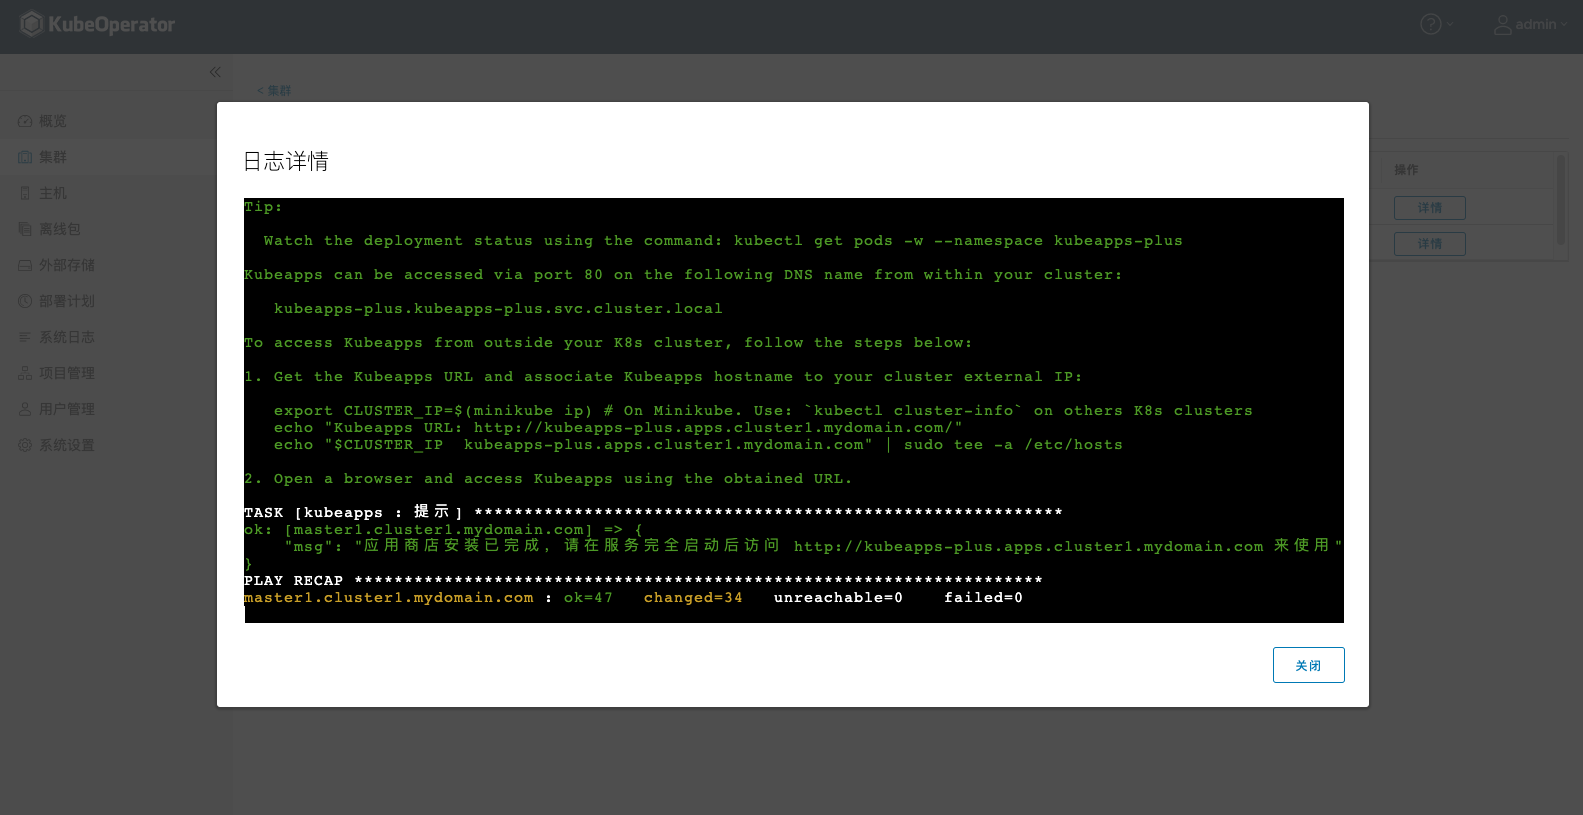 KubeOperator
admin
< 集群
概览
集群
主机
离线包
外部存储
部署计划
系统日志
项目管理
用户管理
系统设置
操作
详情
详情
日志详情
Tip:
Watch the deployment status using the command: kubectl get pods -w --namespace kubeapps-plus
Kubeapps can be accessed via port 80 on the following DNS name from within your cluster:
kubeapps-plus.kubeapps-plus.svc.cluster.local
To access Kubeapps from outside your K8s cluster, follow the steps below:
1. Get the Kubeapps URL and associate Kubeapps hostname to your cluster external IP:
export CLUSTER_IP=$(minikube ip) # On Minikube. Use: `kubectl cluster-info` on others K8s clusters
echo "Kubeapps URL: http://kubeapps-plus.apps.cluster1.mydomain.com/"
echo "$CLUSTER_IP  kubeapps-plus.apps.cluster1.mydomain.com" | sudo tee -a /etc/hosts
2. Open a browser and access Kubeapps using the obtained URL.
TASK [kubeapps : 提示] ***********************************************************
ok: [master1.cluster1.mydomain.com] => {
"msg": "应用商店安装已完成, 请在服务完全启动后访问 http://kubeapps-plus.apps.cluster1.mydomain.com 来使用"
}
PLAY RECAP *********************************************************************
master1.cluster1.mydomain.com : ok=47   changed=34   unreachable=0    failed=0
关闭